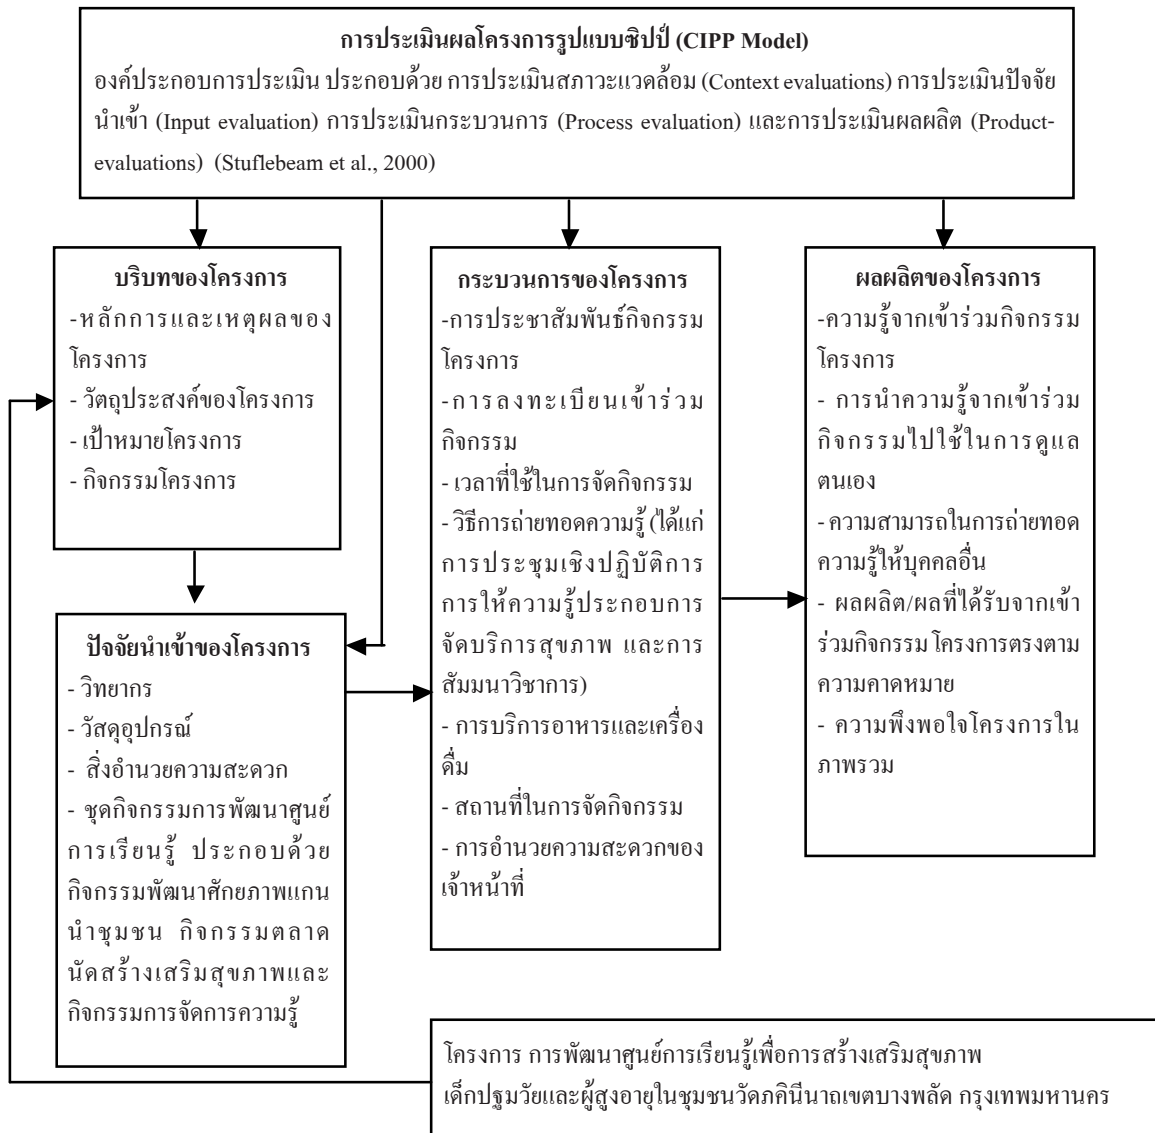 การประเมินผลโครงการรูปแบบซิปป์ (CIPP Model)
องค์ประกอบการประเมิน ประกอบด้วย การประเมินสภาวะแวดล้อม (Context evaluations) การประเมินปัจจัย
นำเข้า (Input evaluation) การประเมินกระบวนการ (Process evaluation) และการประเมินผลผลิต (Product-
evaluations) (Stuflebeam et al., 2000)
บริบทของโครงการ
-หลักการและเหตุผลของ
โครงการ
- วัตถุประสงค์ของโครงการ
- เป้าหมายโครงการ
- กิจกรรมโครงการ
ปัจจัยนำเข้าของโครงการ
- วิทยากร
- วัสดุอุปกรณ์
- สิ่งอำนวยความสะดวก
- ชุดกิจกรรมการพัฒนาศูนย์
การเรียนรู้ ประกอบด้วย
กิจกรรมพัฒนาศักยภาพแกน
นำชุมชน กิจกรรมตลาด
นัดสร้างเสริมสุขภาพและ
กิจกรรมการจัดการความรู้
กระบวนการของโครงการ
-การประชาสัมพันธ์กิจกรรม
โครงการ
-การลงทะเบียนเข้าร่วม
กิจกรรม
- เวลาที่ใช้ในการจัดกิจกรรม
- วิธีการถ่ายทอดความรู้ (ได้แก่
การประชุมเชิงปฏิบัติการ
การให้ความรู้ประกอบการ
จัดบริการสุขภาพ และการ
สัมมนาวิชาการ)
- การบริการอาหารและเครื่อง
ดื่ม
- สถานที่ในการจัดกิจกรรม
- การอำนวยความสะดวกของ
เจ้าหน้าที่
ผลผลิตของโครงการ
-ความรู้จากเข้าร่วมกิจกรรม
โครงการ
- การนำความรู้จากเข้าร่วม
กิจกรรมไปใช้ในการดูแล
ตนเอง
- ความสามารถในการถ่ายทอด
ความรู้ให้บุคคลอื่น
- ผลผลิต/ผลที่ได้รับจากเข้า
ร่วมกิจกรรม โครงการตรงตาม
ความคาดหมาย
- ความพึงพอใจโครงการใน
ภาพรวม
โครงการ การพัฒนาศูนย์การเรียนรู้เพื่อการสร้างเสริมสุขภาพ
เด็กปฐมวัยและผู้สูงอายุในชุมชนวัดภคินีนาถเขตบางพลัด กรุงเทพมหานคร